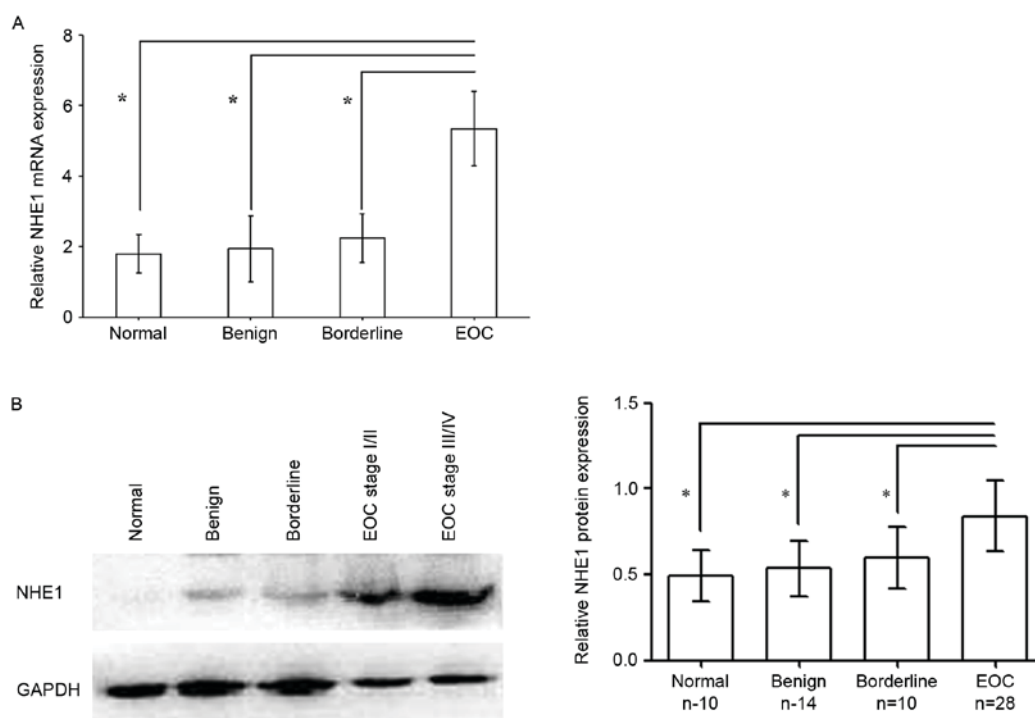 A
8
6
4
2
0
Relative NHE1 mRNA expression
*
*
*
Normal
Benign
Borderline
EOC
B
Normal
Benign
Borderline
EOC stage I/II
EOC stage III/IV
NHE1
GAPDH
1.5
1.0
0.5
0.0
Relative NHE1 protein expression
*
*
*
Normal
Benign
Borderline
EOC
n-10
n-14
n=10
n=28